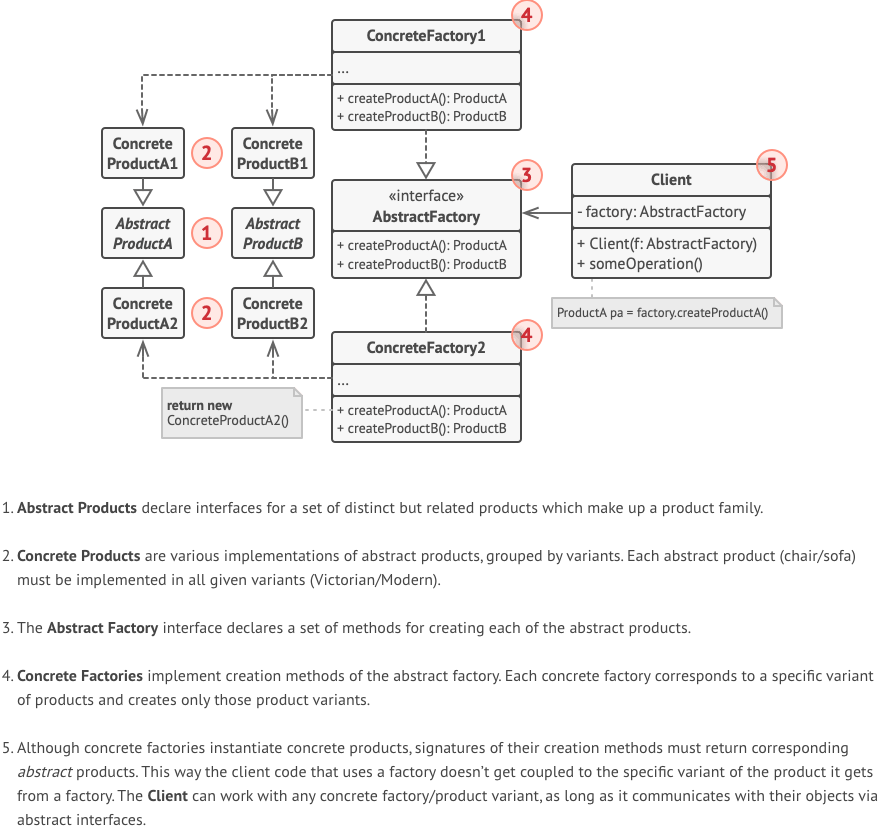 4
ConcreteFactory1
...
+ createProductA(): ProductA
+ createProductB(): ProductB
Concrete
ProductA1
2
Concrete
ProductB1
3
«interface»
AbstractFactory
+ createProductA(): ProductA
+ createProductB(): ProductB
5
Client
- factory: AbstractFactory
+ Client(f: AbstractFactory)
+ someOperation()
Abstract
ProductA
1
Abstract
ProductB
Concrete
ProductA2
2
Concrete
ProductB2
ProductA pa = factory.createProductA()
4
ConcreteFactory2
...
+ createProductA(): ProductA
+ createProductB(): ProductB
return new
ConcreteProductA2()
1. Abstract Products declare interfaces for a set of distinct but related products which make up a product family.
2. Concrete Products are various implementations of abstract products, grouped by variants. Each abstract product (chair/sofa)
must be implemented in all given variants (Victorian/Modern).
3. The Abstract Factory interface declares a set of methods for creating each of the abstract products.
4. Concrete Factories implement creation methods of the abstract factory. Each concrete factory corresponds to a specific variant
of products and creates only those product variants.
5. Although concrete factories instantiate concrete products, signatures of their creation methods must return corresponding
abstract products. This way the client code that uses a factory doesn’t get coupled to the specific variant of the product it gets
from a factory. The Client can work with any concrete factory/product variant, as long as it communicates with their objects via
abstract interfaces.